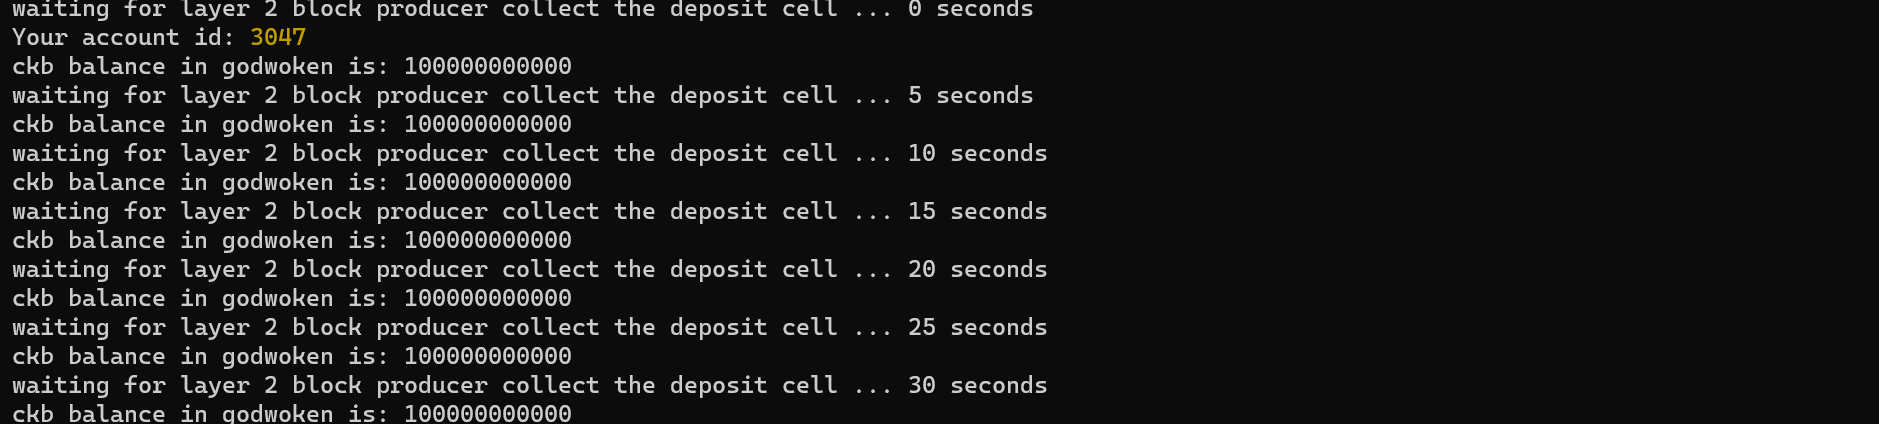 waiting for layer 2 block producer collect the deposit cell ... 0 seconds
Your account id: 3047
ckb balance in godwoken is: 100000000000
waiting for layer 2 block producer collect the deposit cell ... 5 seconds
ckb balance in godwoken is: 100000000000
waiting for layer 2 block producer collect the deposit cell ... 10 seconds
ckb balance in godwoken is: 100000000000
waiting for layer 2 block producer collect the deposit cell ... 15 seconds
ckb balance in godwoken is: 100000000000
waiting for layer 2 block producer collect the deposit cell ... 20 seconds
ckb balance in godwoken is: 100000000000
waiting for layer 2 block producer collect the deposit cell ... 25 seconds
ckb balance in godwoken is: 100000000000
waiting for layer 2 block producer collect the deposit cell ... 30 seconds
ckb balance in godwoken is: 100000000000